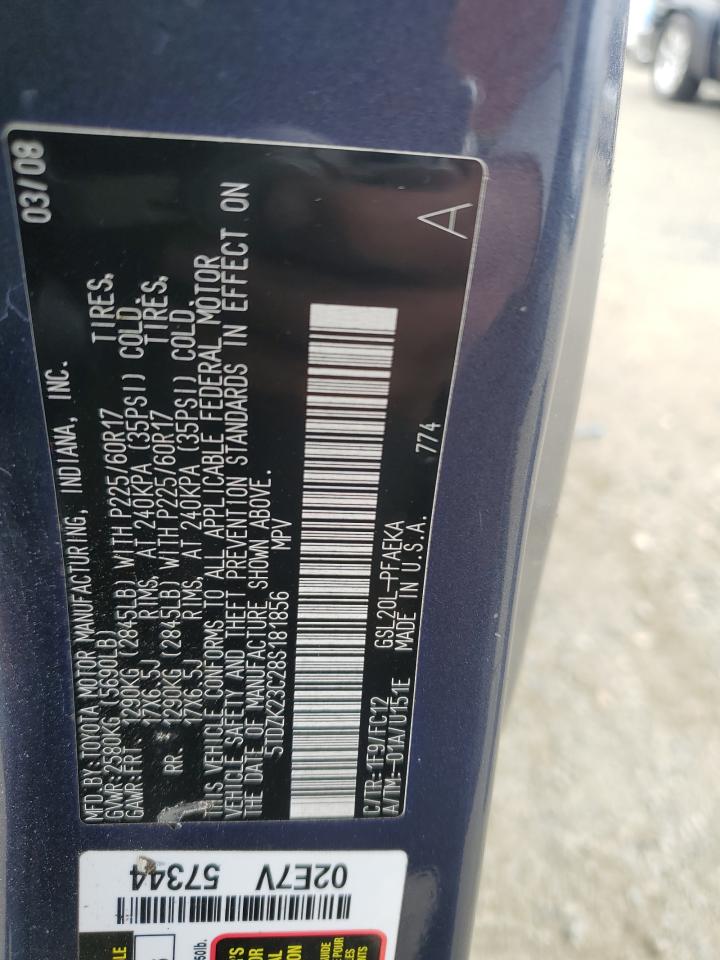 MFD.BY:TOYOTA MOTOR MANUFACTURING, INDIANA, INC. 03/08
GVWR:2580KG (5690LB)
GAWR:FRT. 1290KG (2845LB) WITH P225/60R17 TIRES,
17X6.5J RIMS, AT 240KPA (35PSI) COLD.
RR. 1290KG (2845LB) WITH P225/60R17 TIRES,
17X6.5J RIMS, AT 240KPA (35PSI) COLD.
THIS VEHICLE CONFORMS TO ALL APPLICABLE FEDERAL MOTOR
VEHICLE SAFETY AND THEFT PREVENTION STANDARDS IN EFFECT ON
THE DATE OF MANUFACTURE SHOWN ABOVE.
5TDZK23C28S181856 MPV
C/TR:1F9/FC12 GSL20L-PFAEKA
A/TM:-01A/U151E MADE IN U.S.A. 774 A
02E7V 57344
50lb.
GUIDE
POUR